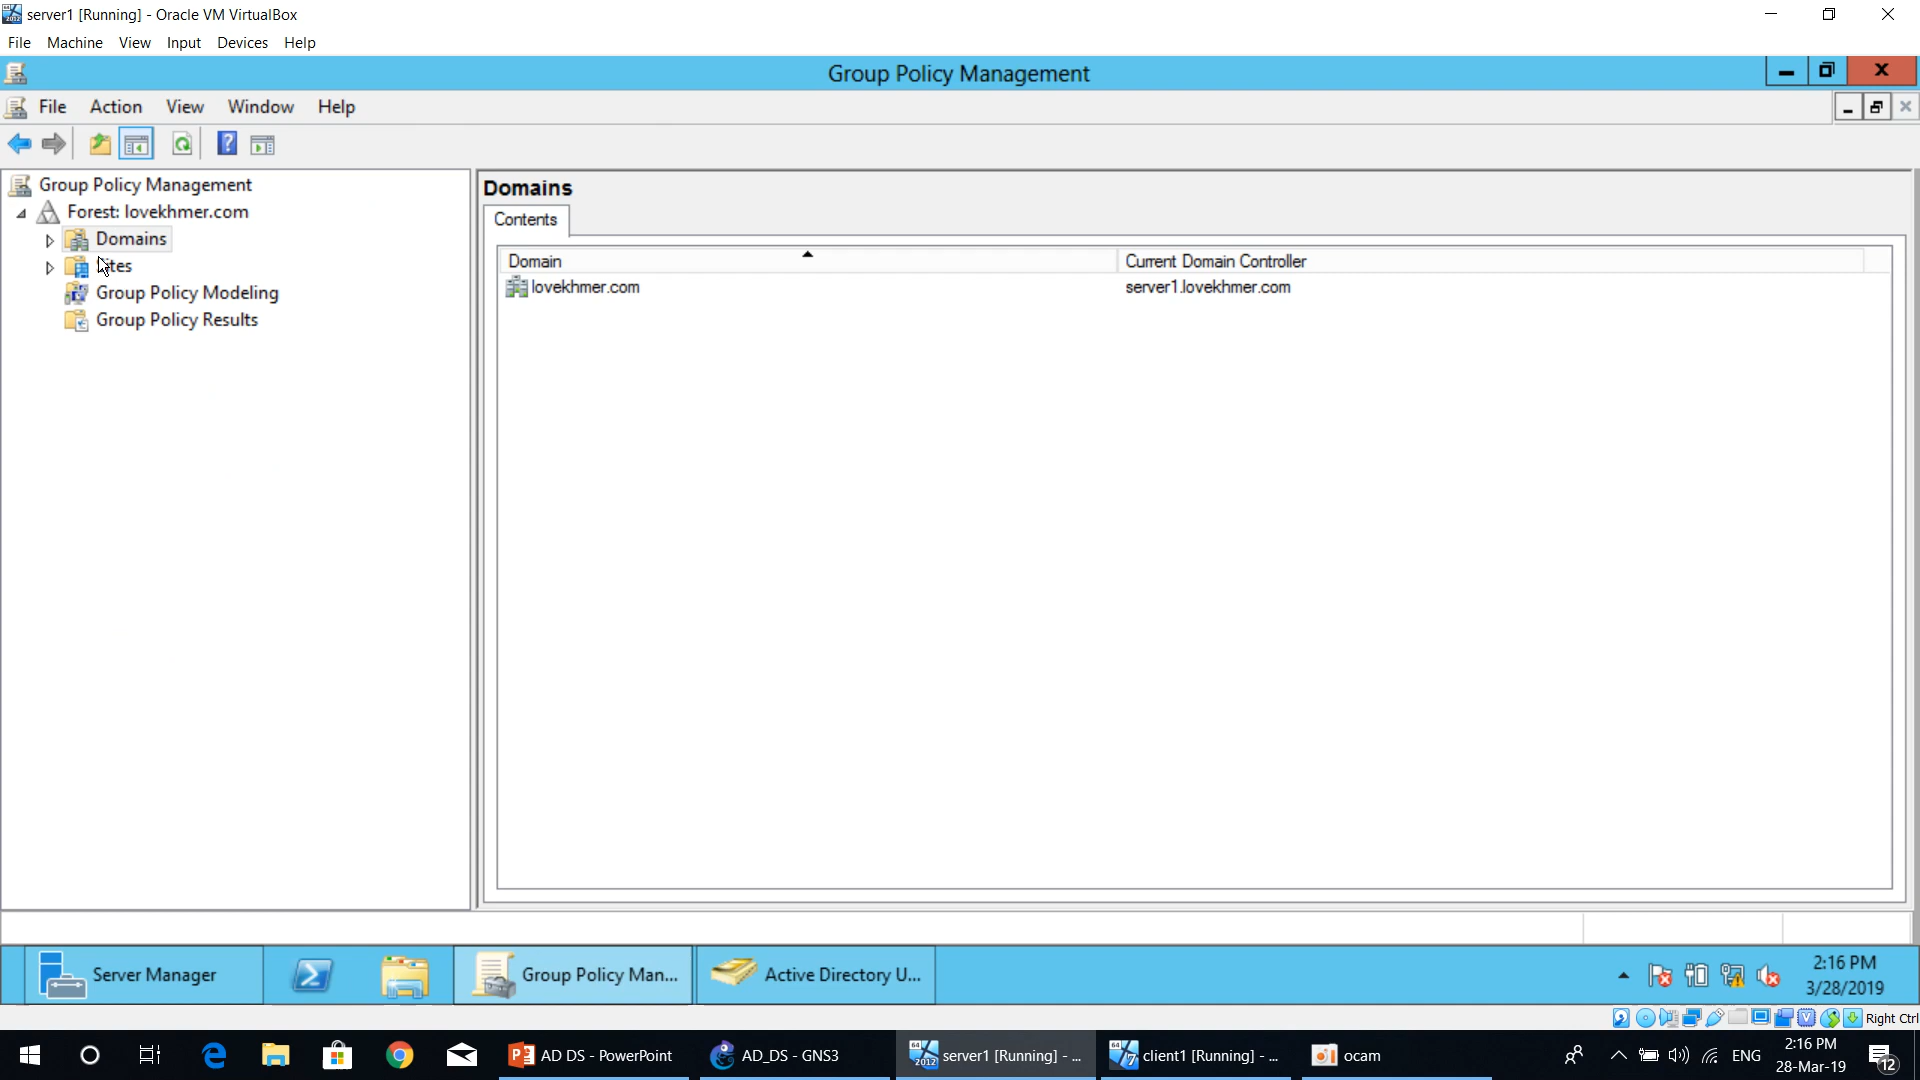 server1 [Running] - Oracle VM VirtualBox
File Machine View Input Devices Help
Group Policy Management
File Action View Window Help
Group Policy Management
Forest: lovekhmer.com
Domains
Sites
Group Policy Modeling
Group Policy Results
Domains
Contents
Domain Current Domain Controller
lovekhmer.com server1.lovekhmer.com
Server Manager
Group Policy Man...
Active Directory U...
2:16 PM
3/28/2019
Right Ctrl
AD DS - PowerPoint
AD_DS - GNS3
server1 [Running] - ...
client1 [Running] - ...
ocam
ENG
2:16 PM
28-Mar-19
12